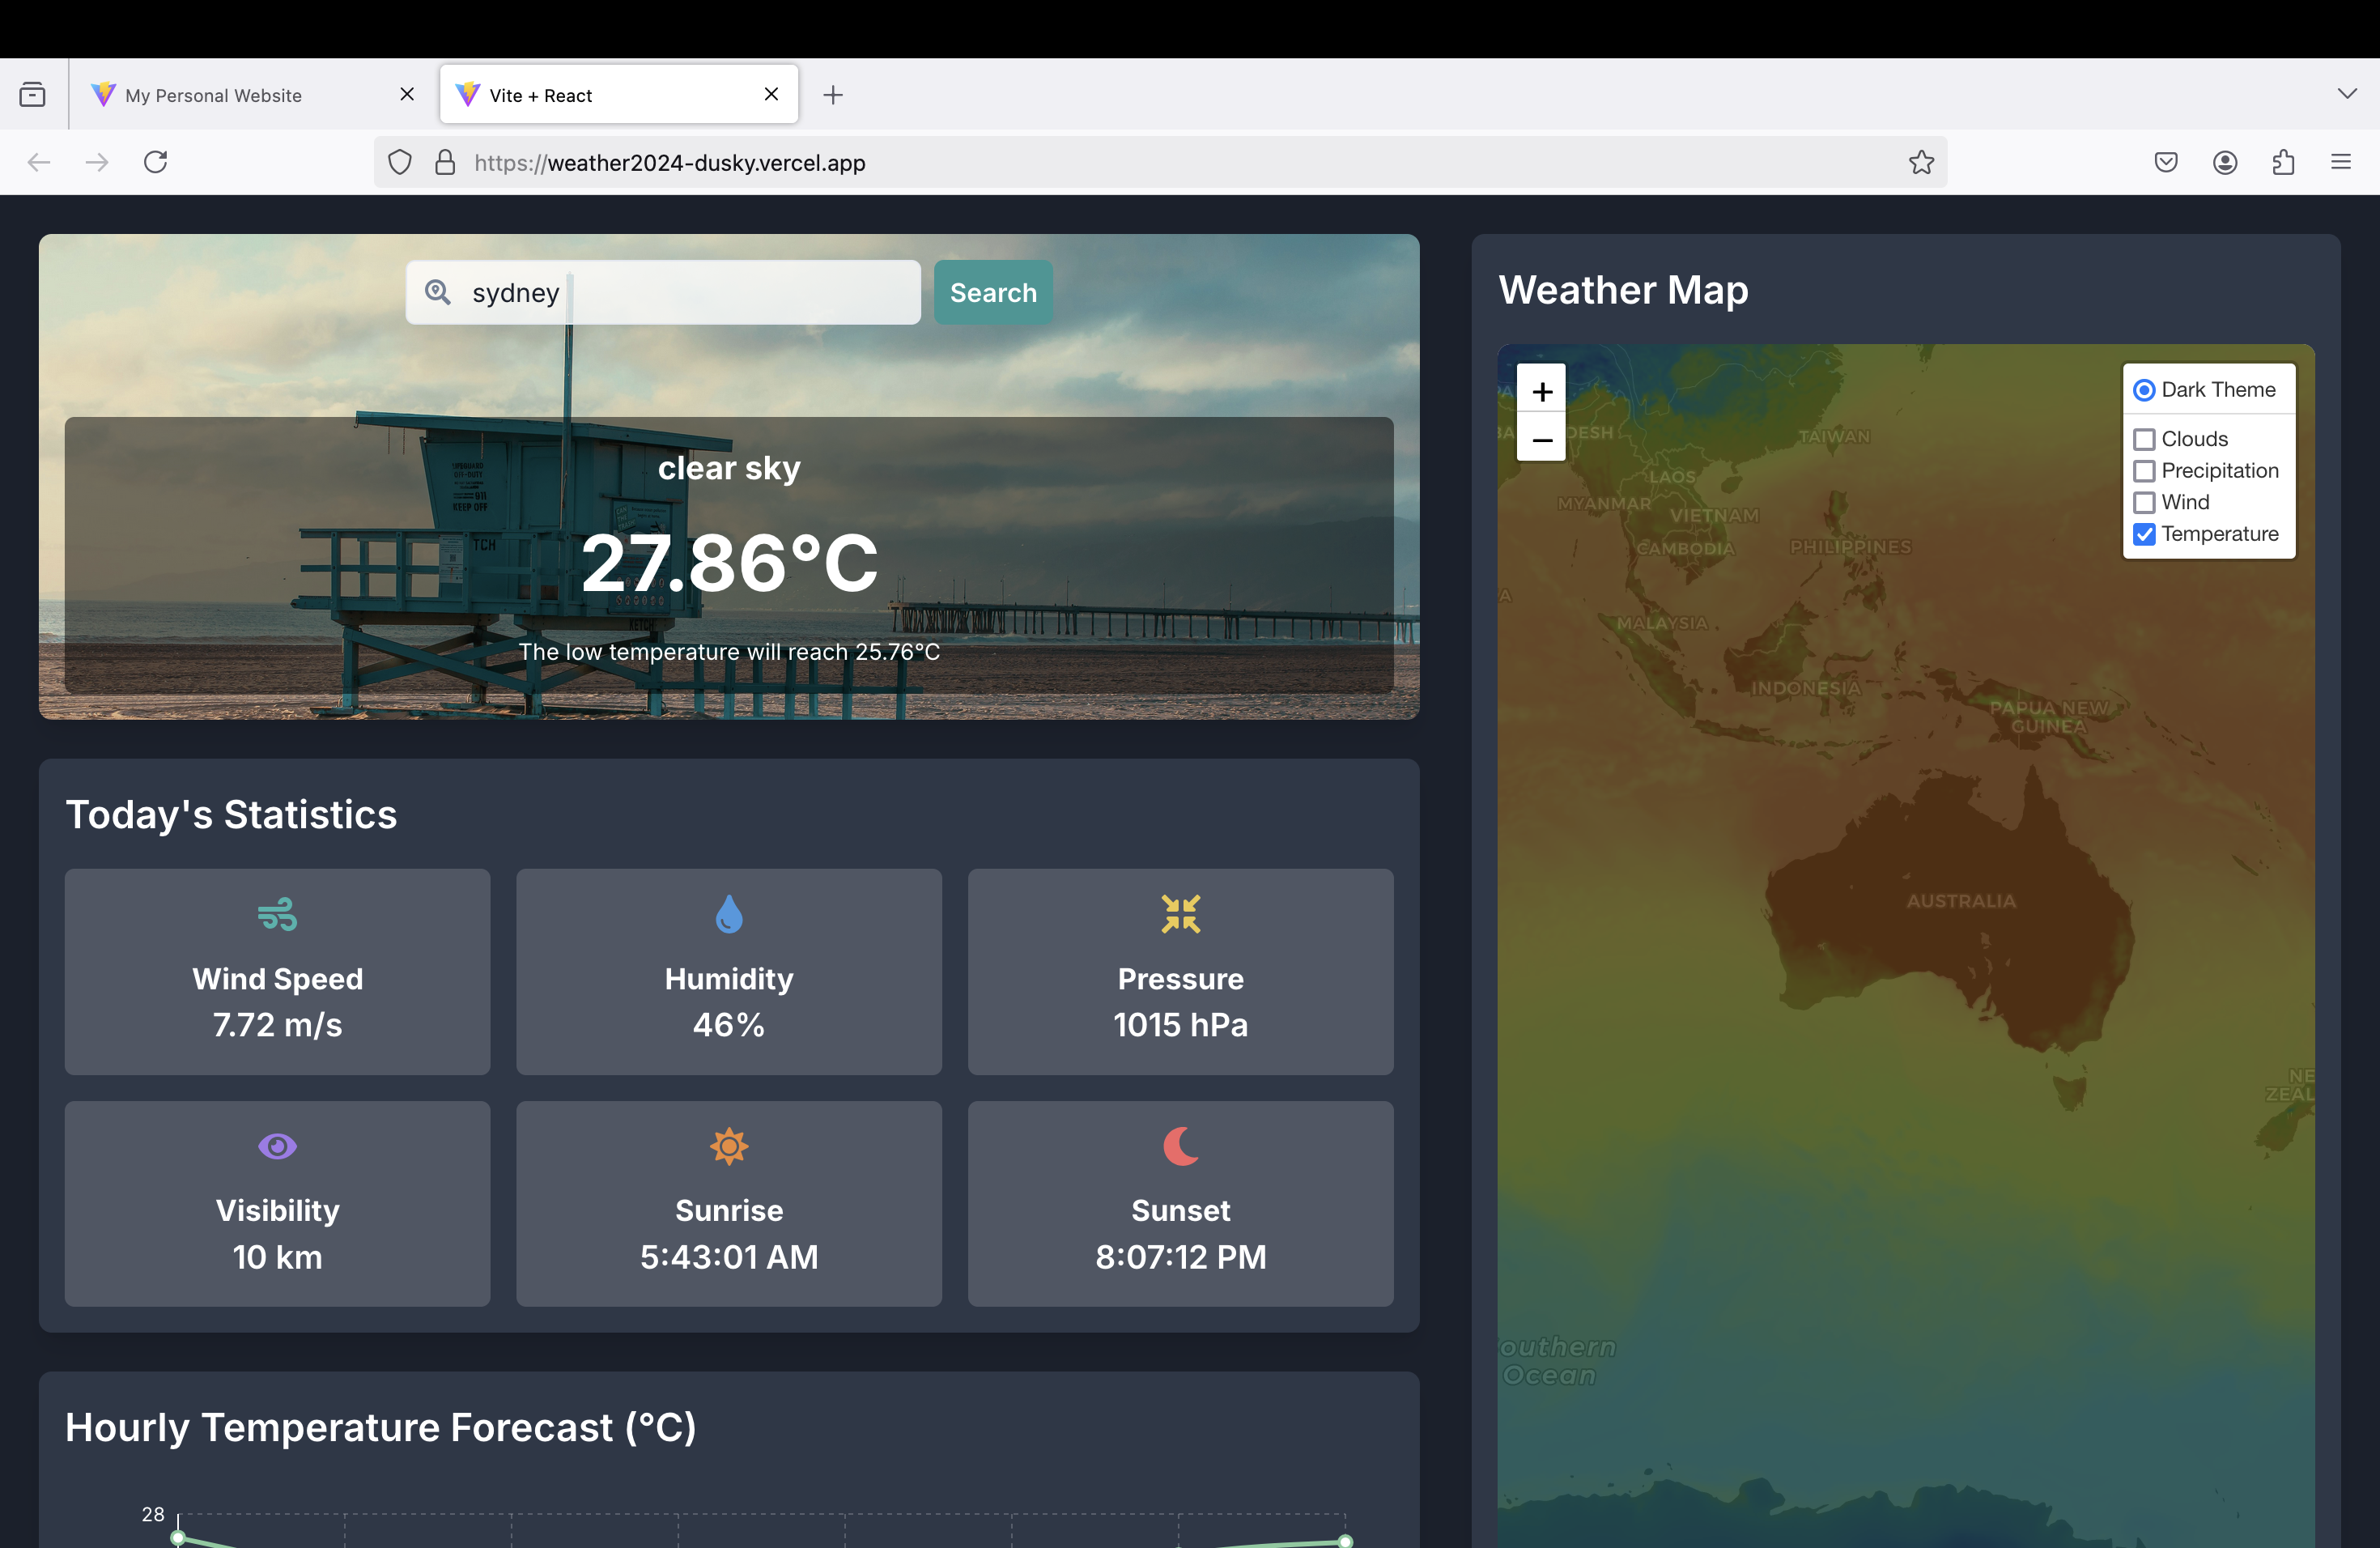 My Personal Website
Vite + React
https://weather2024-dusky.vercel.app
sydney
Search
clear sky
27.86°C
The low temperature will reach 25.76°C
KEEP OFF
TCH
Today's Statistics
Wind Speed
7.72 m/s
Humidity
46%
Pressure
1015 hPa
Visibility
10 km
Sunrise
5:43:01 AM
Sunset
8:07:12 PM
Hourly Temperature Forecast (°C)
28
Weather Map
+
−
Dark Theme
Clouds
Precipitation
Wind
Temperature
DESH
TAIWAN
LAOS
MYANMAR
VIETNAM
CAMBODIA
PHILIPPINES
MALAYSIA
INDONESIA
PAPUA NEW
GUINEA
AUSTRALIA
NE
ZEAL
outhern
Ocean